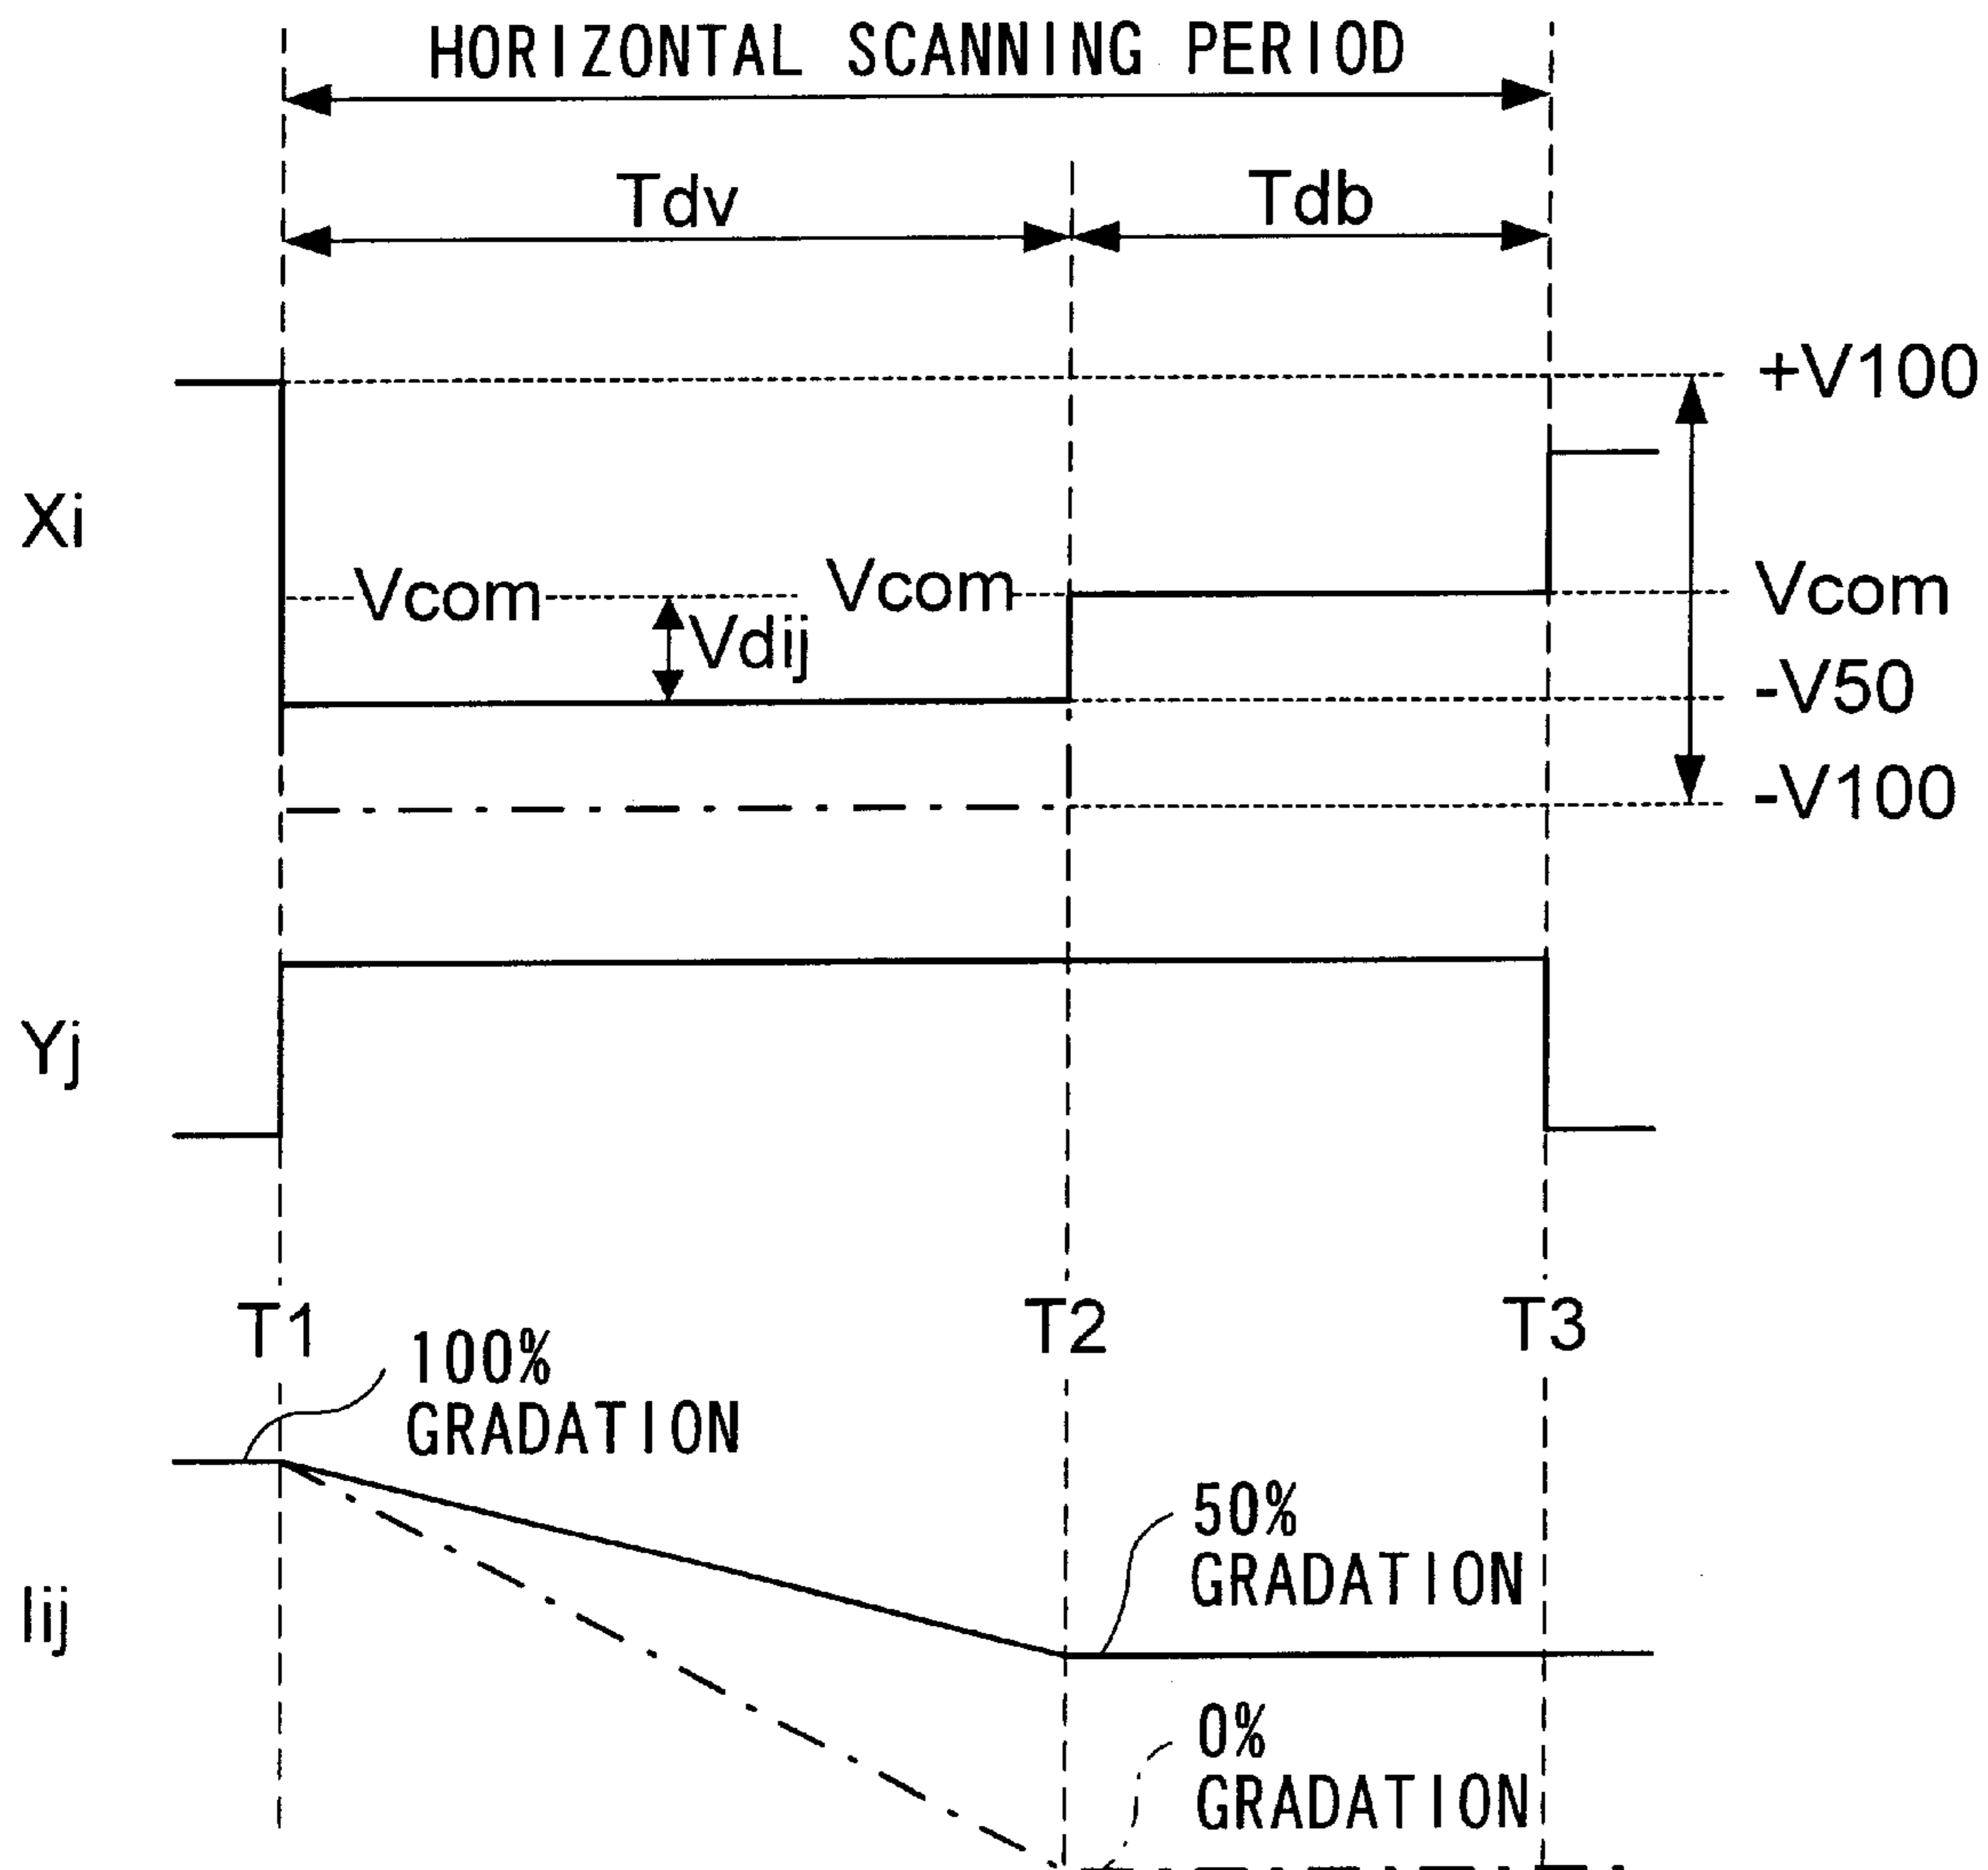 HORIZONTAL SCANNING PERIOD
Tdv
Tdb
+V100
Xi
Vcom
Vcom
Vcom
Vdij
-V50
-V100
Yj
T1
T2
T3
100%
GRADATION
50%
GRADATION
Iij
0%
GRADATION